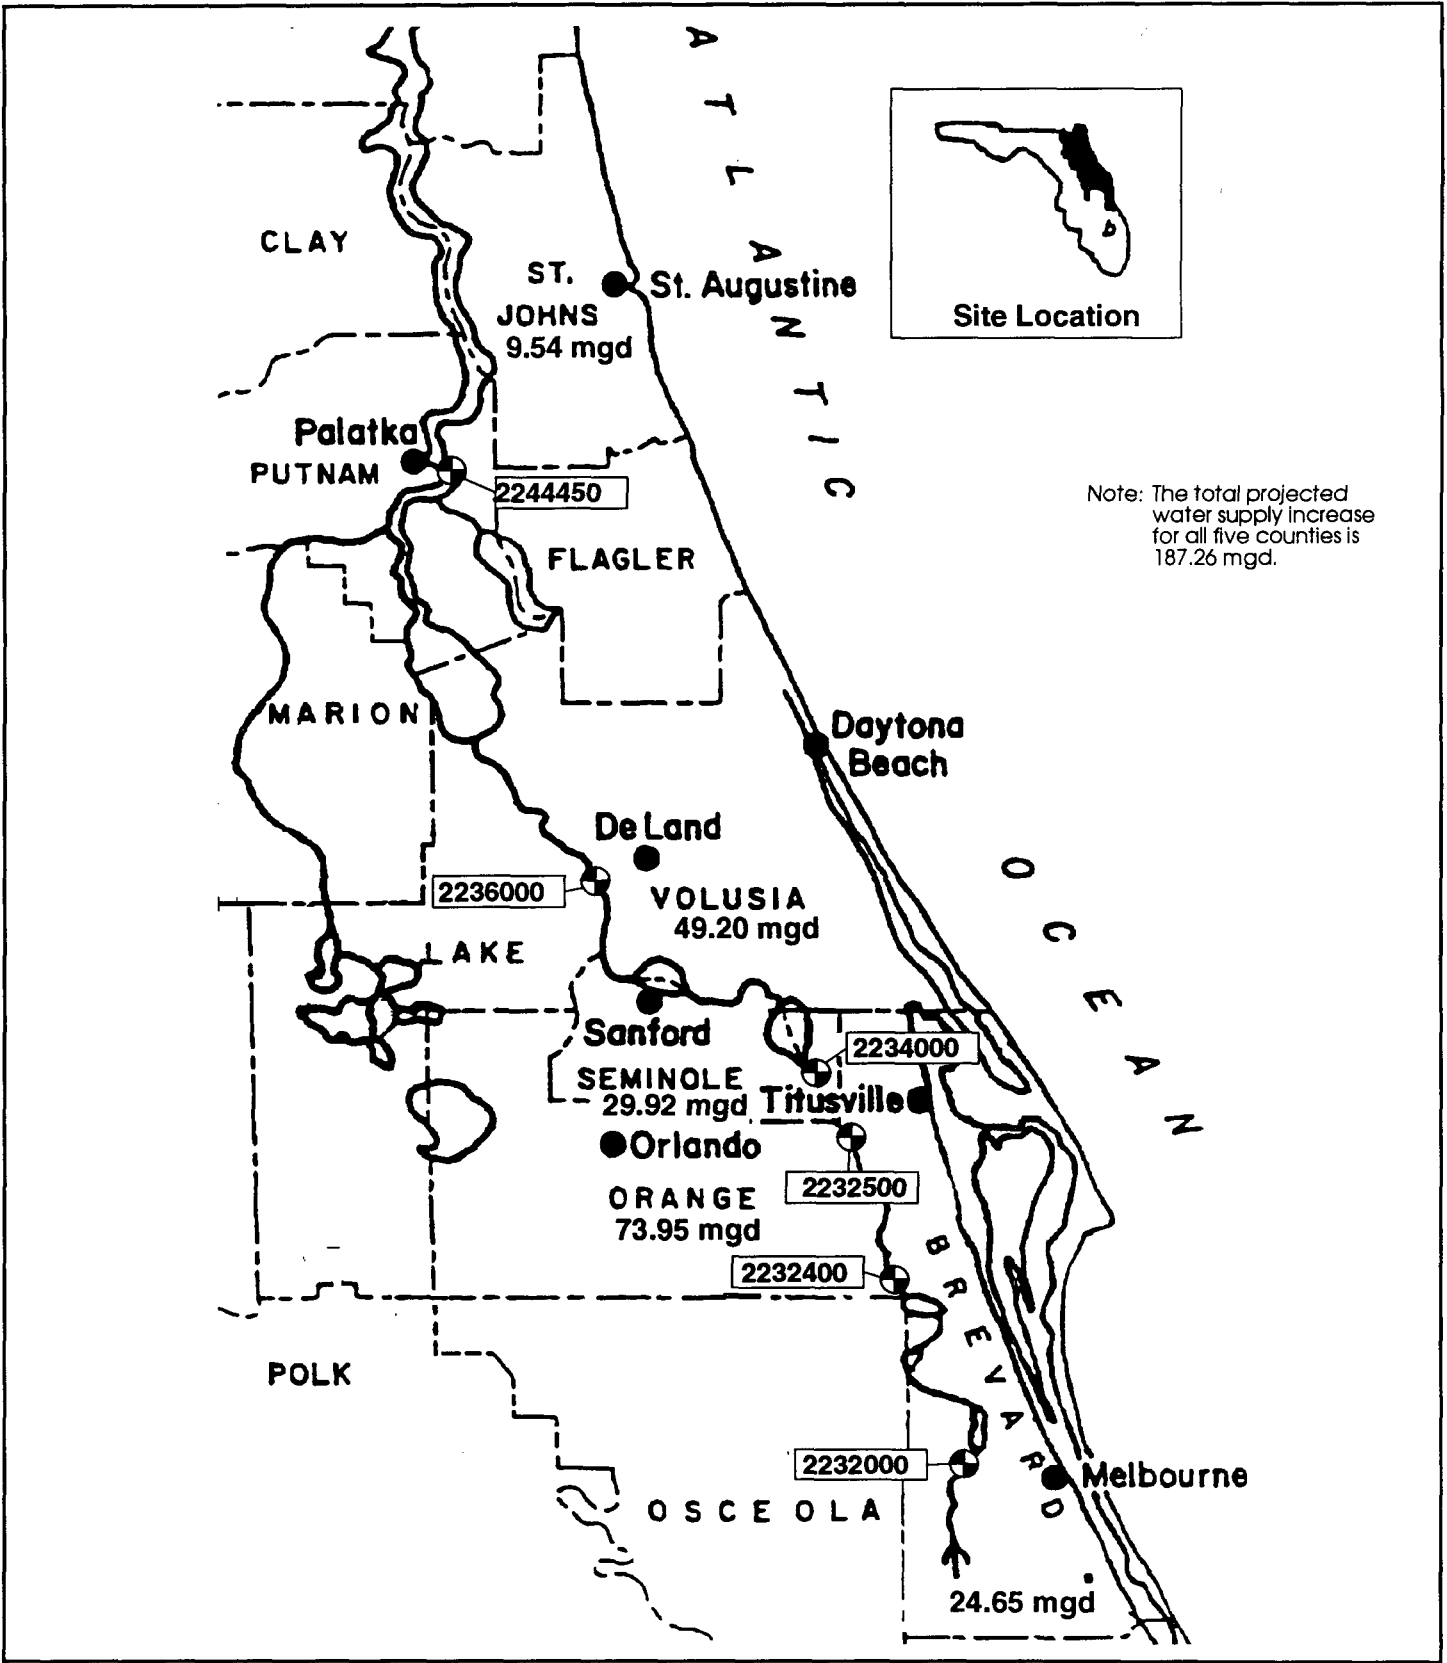 ATLANTIC
OCEAN
CLAY
ST.
JOHNS
9.54 mgd
St. Augustine
Site Location
Palatka
PUTNAM
2244450
Note: The total projected
water supply increase
for all five counties is
187.26 mgd.
FLAGLER
MARION
Daytona
Beach
De Land
2236000
VOLUSIA
49.20 mgd
LAKE
Sanford
2234000
SEMINOLE
29.92 mgd
Titusville
Orlando
2232500
ORANGE
73.95 mgd
BREVARD
2232400
POLK
2232000
Melbourne
OSCEOLA
24.65 mgd